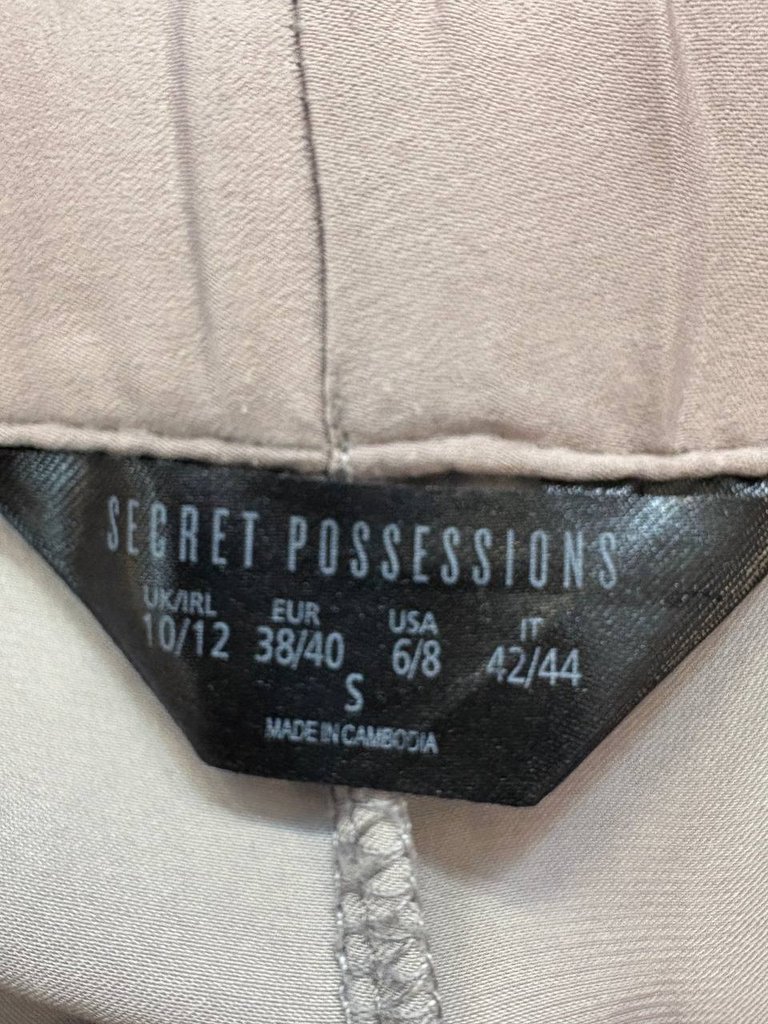 SECRET POSSESSIONS
UK/IRL EUR USA IT
10/12 38/40 6/8 42/44
S
MADE IN CAMBODIA